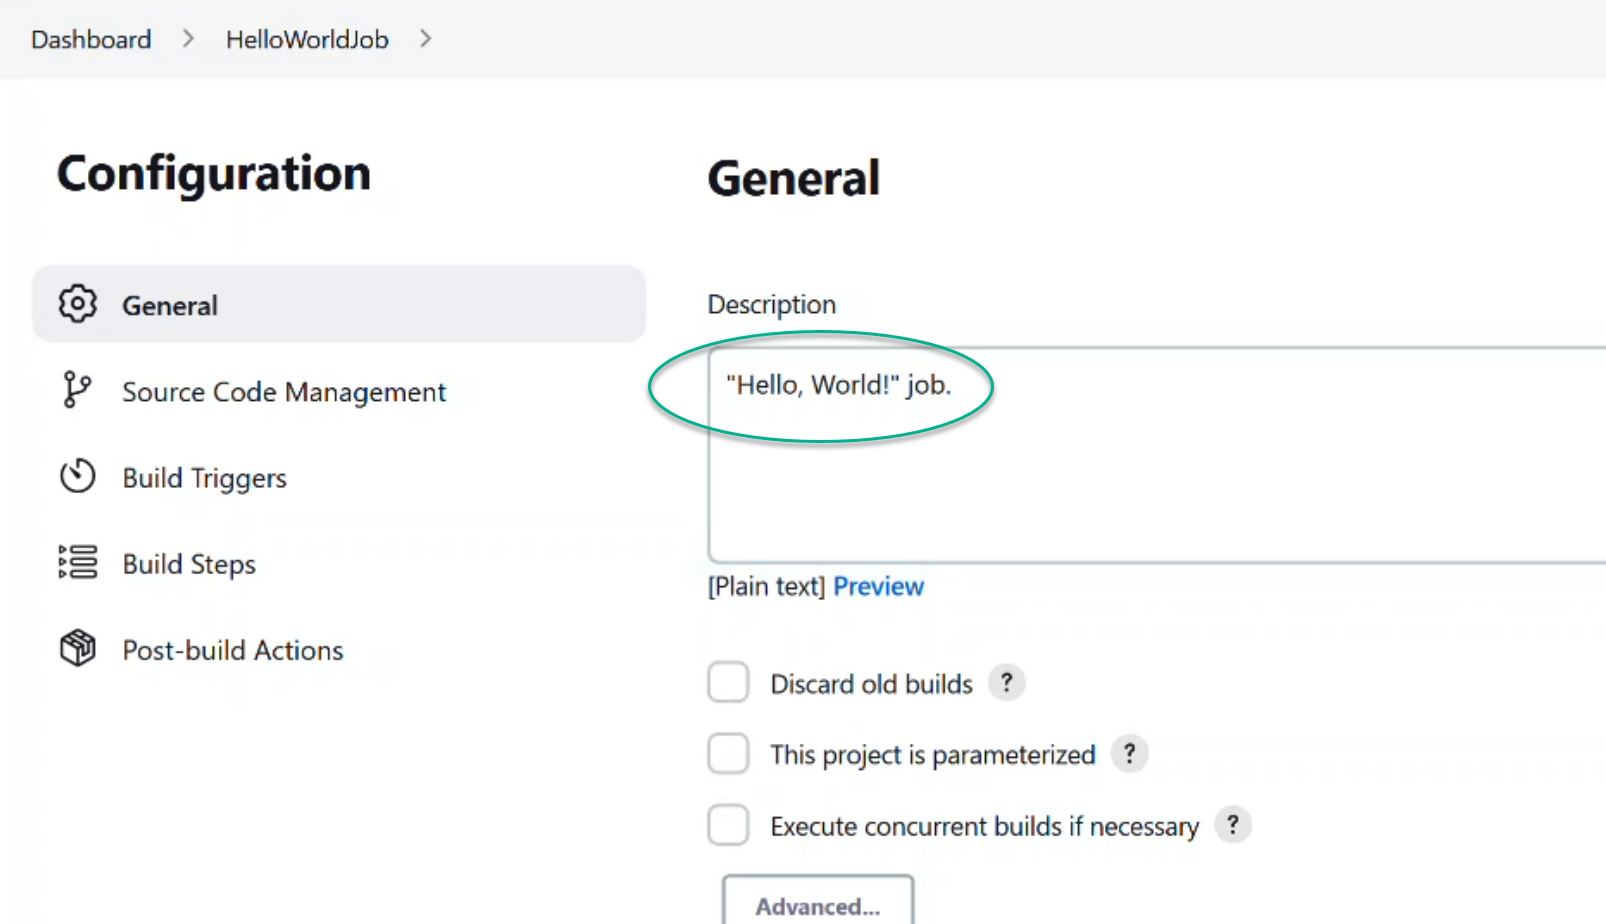 Dashboard > HelloWorldJob >
Configuration
General
Source Code Management
Build Triggers
Build Steps
Post-build Actions
General
Description
"Hello, World!" job.
[Plain text] Preview
Discard old builds ?
This project is parameterized ?
Execute concurrent builds if necessary ?
Advanced...